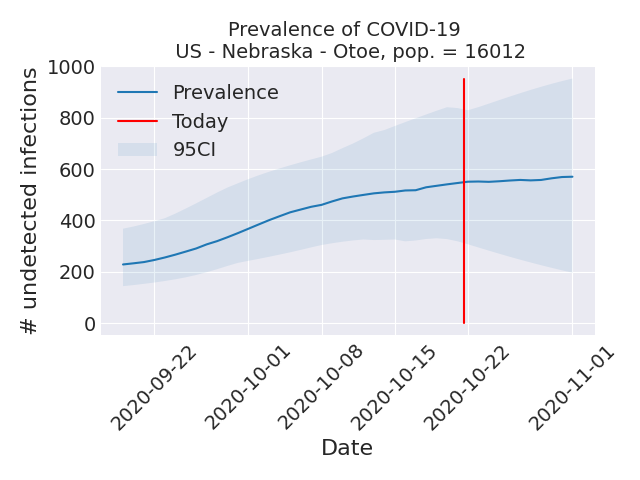 Prevalence of COVID-19
US - Nebraska - Otoe, pop. = 16012
# undetected infections
1000
800
600
400
200
0
Prevalence
Today
95CI
2020-09-22
2020-10-01
2020-10-08
2020-10-15
2020-10-22
2020-11-01
Date